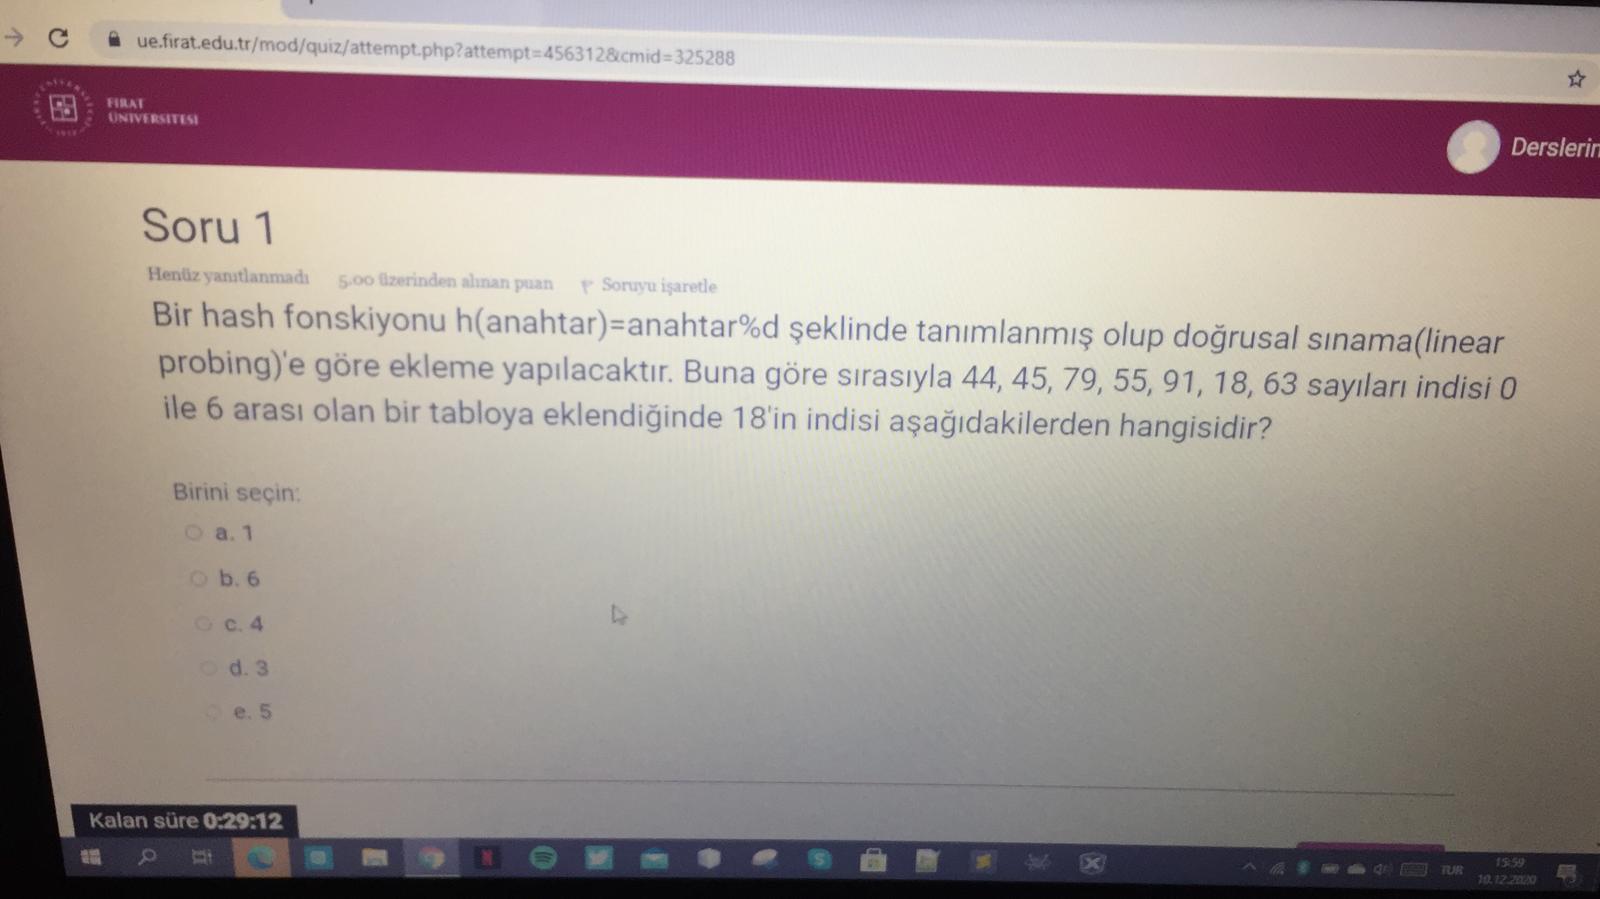 ue.firat.edu.tr/mod/quiz/attempt.php?attempt=456312&cmid=325288
FIRAT
ÜNİVERSİTESİ
Derslerin
Soru 1
Henüz yanıtlanmadı 5,00 üzerinden alınan puan Soruyu işaretle
Bir hash fonskiyonu h(anahtar)=anahtar%d şeklinde tanımlanmış olup doğrusal sınama(linear
probing)'e göre ekleme yapılacaktır. Buna göre sırasıyla 44, 45, 79, 55, 91, 18, 63 sayıları indisi 0
ile 6 arası olan bir tabloya eklendiğinde 18'in indisi aşağıdakilerden hangisidir?
Birini seçin:
a. 1
b. 6
c. 4
d. 3
e. 5
Kalan süre 0:29:12
TUR
15:59
10.12.2020